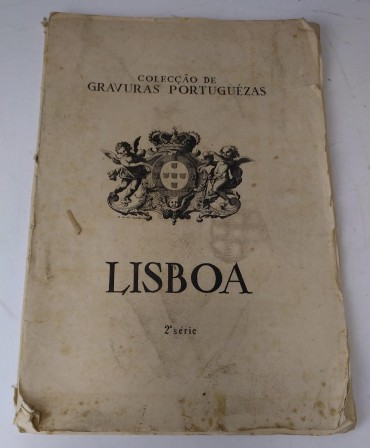 COLECÇÃO DE
GRAVURAS PORTUGUÊZAS
LISBOA
2ª série